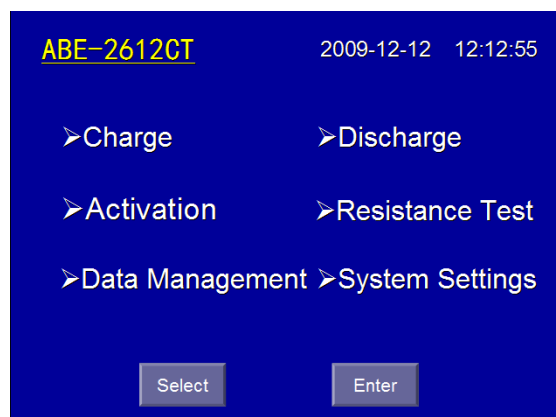 ABE-2612CT 2009-12-12 12:12:55
➢Charge ➢Discharge
➢Activation ➢Resistance Test
➢Data Management ➢System Settings
Select Enter